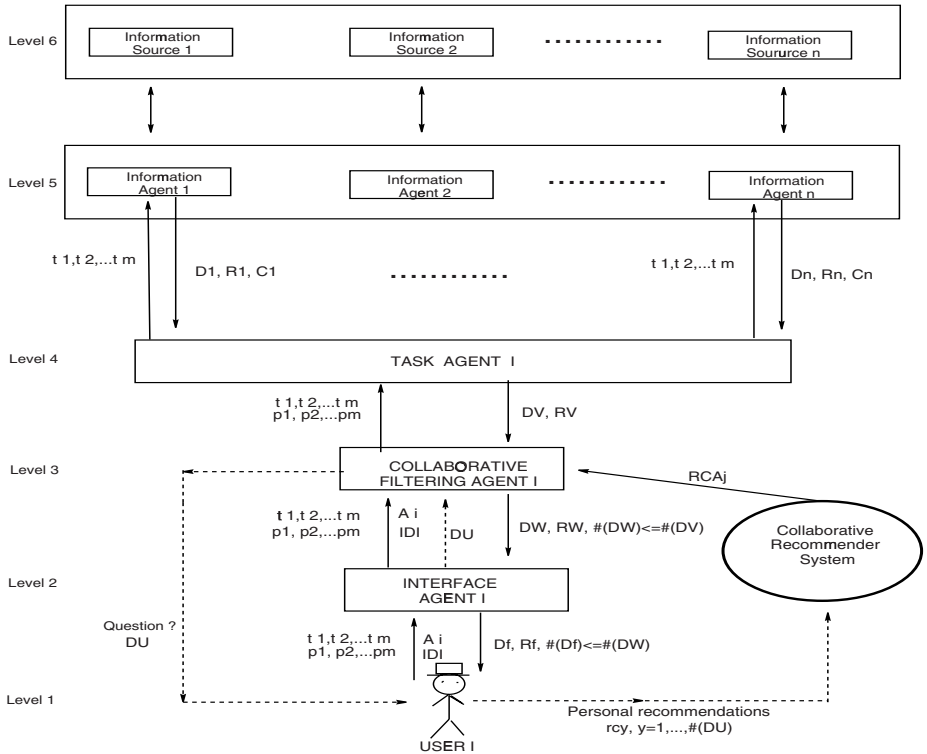 Level 6
Information
Source 1
Information
Source 2
Information
Soururce n
Level 5
Information
Agent 1
Information
Agent 2
Information
Agent n
t 1,t 2,...t m
D1, R1, C1
t 1,t 2,...t m
Dn, Rn, Cn
Level 4
TASK AGENT I
t 1,t 2,...t m
p1, p2,...pm
DV, RV
Level 3
COLLABORATIVE
FILTERING AGENT I
RCAj
t 1,t 2,...t m
p1, p2,...pm
A i
IDI
DU
DW, RW, #(DW)<=#(DV)
Collaborative
Recommender
System
Level 2
INTERFACE
AGENT I
Question ?
DU
t 1,t 2,...t m
p1, p2,...pm
A i
IDI
Df, Rf, #(Df)<=#(DW)
Level 1
Personal recommendations
rcy, y=1,...,#(DU)
USER I